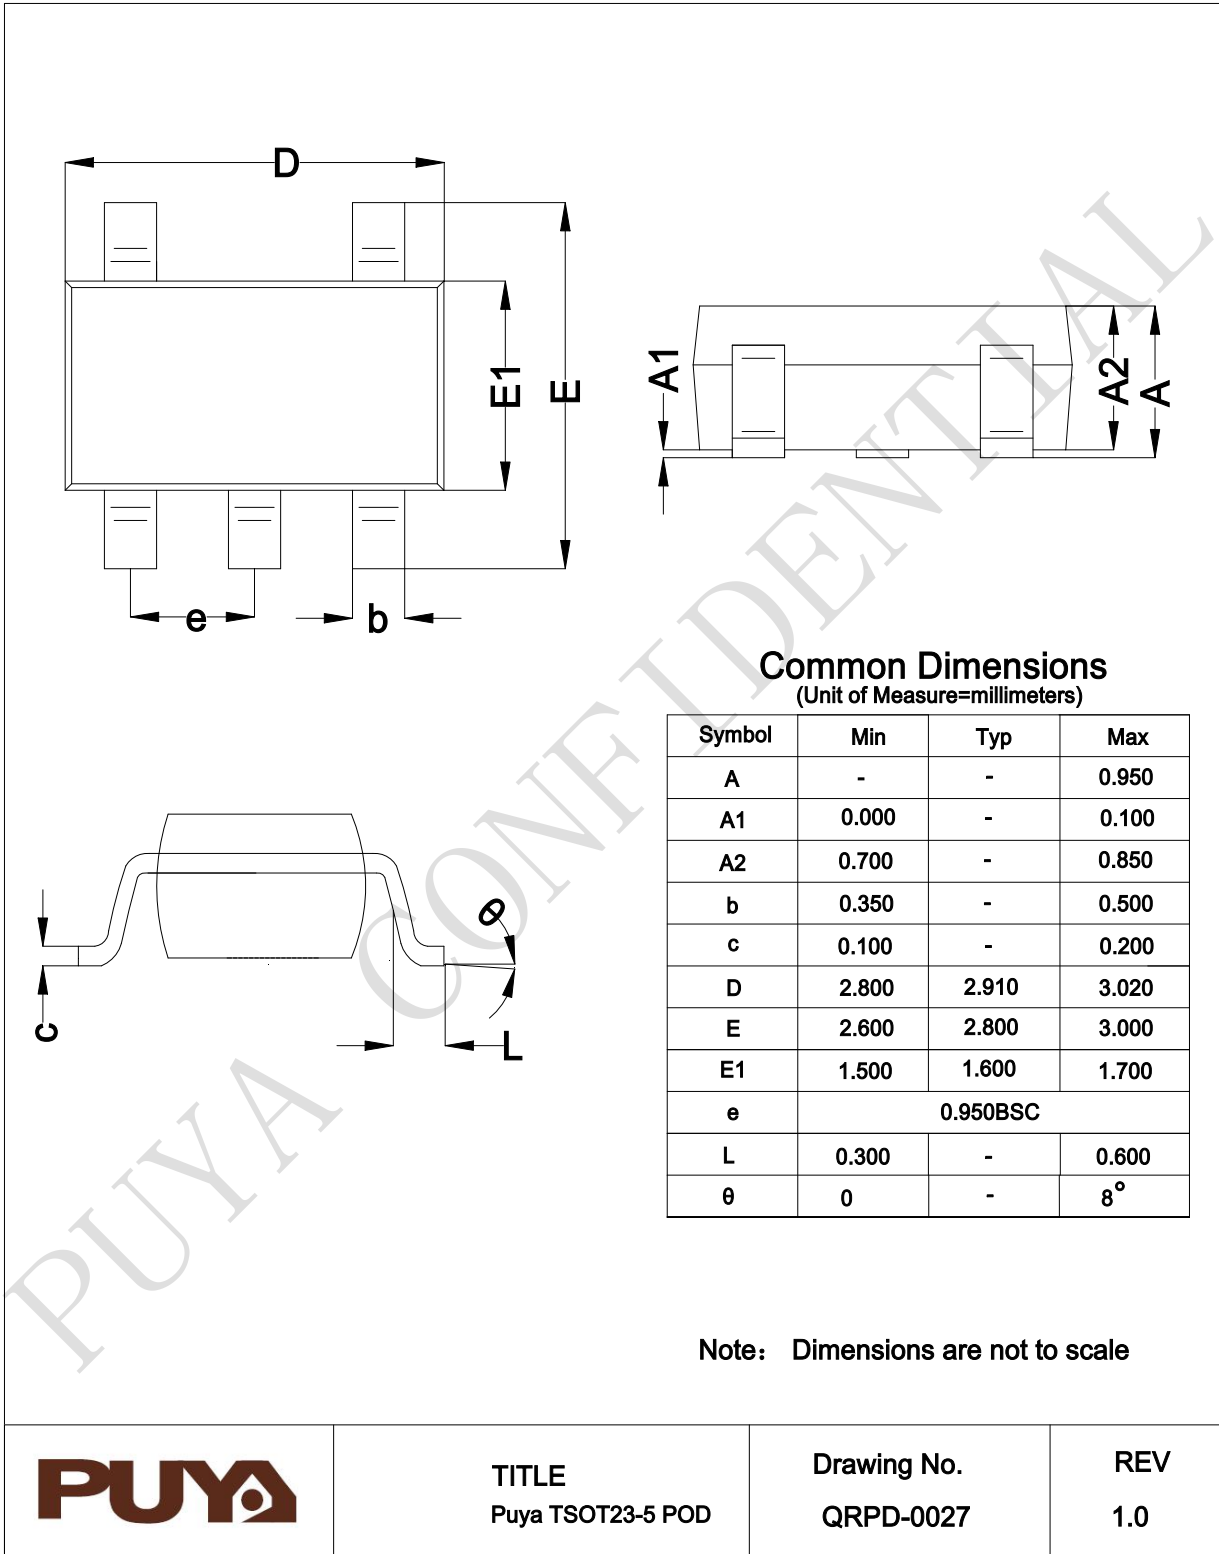 D
E1
E
e
b
A1
A2
A
Common Dimensions
(Unit of Measure=millimeters)
Symbol Min Typ Max
A - - 0.950
A1 0.000 - 0.100
A2 0.700 - 0.850
b 0.350 - 0.500
c 0.100 - 0.200
D 2.800 2.910 3.020
E 2.600 2.800 3.000
E1 1.500 1.600 1.700
e 0.950BSC
L 0.300 - 0.600
θ 0 - 8°
θ
c
L
PUYA CONFIDENTIAL
Note: Dimensions are not to scale
PUYA
TITLE
Puya TSOT23-5 POD
Drawing No.
QRPD-0027
REV
1.0